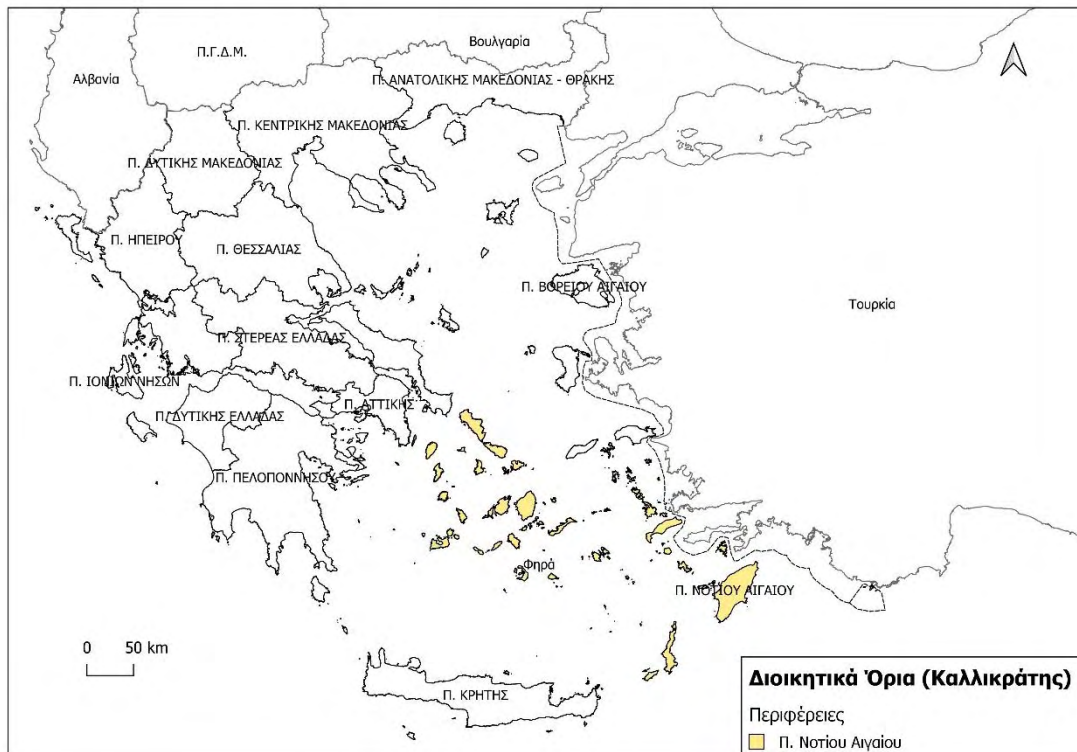 Βουλγαρία
Π.Γ.Δ.Μ.
Αλβανία
Π. ΑΝΑΤΟΛΙΚΗΣ ΜΑΚΕΔΟΝΙΑΣ - ΘΡΑΚΗΣ
Π. ΚΕΝΤΡΙΚΗΣ ΜΑΚΕΔΟΝΙΑΣ
Π. ΔΥΤΙΚΗΣ ΜΑΚΕΔΟΝΙΑΣ
Π. ΗΠΕΙΡΟΥ
Π. ΘΕΣΣΑΛΙΑΣ
Π. ΒΟΡΕΙΟΥ ΑΙΓΑΙΟΥ
Τουρκία
Π. ΣΤΕΡΕΑΣ ΕΛΛΑΔΑΣ
Π. ΙΟΝΙΩΝ ΝΗΣΩΝ
Π. ΑΤΤΙΚΗΣ
Π. ΔΥΤΙΚΗΣ ΕΛΛΑΔΑΣ
Π. ΠΕΛΟΠΟΝΝΗΣΟΥ
Φηρά
Π. ΝΟΤΙΟΥ ΑΙΓΑΙΟΥ
0 50 km
Π. ΚΡΗΤΗΣ
Διοικητικά Όρια (Καλλικράτης)
Περιφέρειες
Π. Νοτίου Αιγαίου